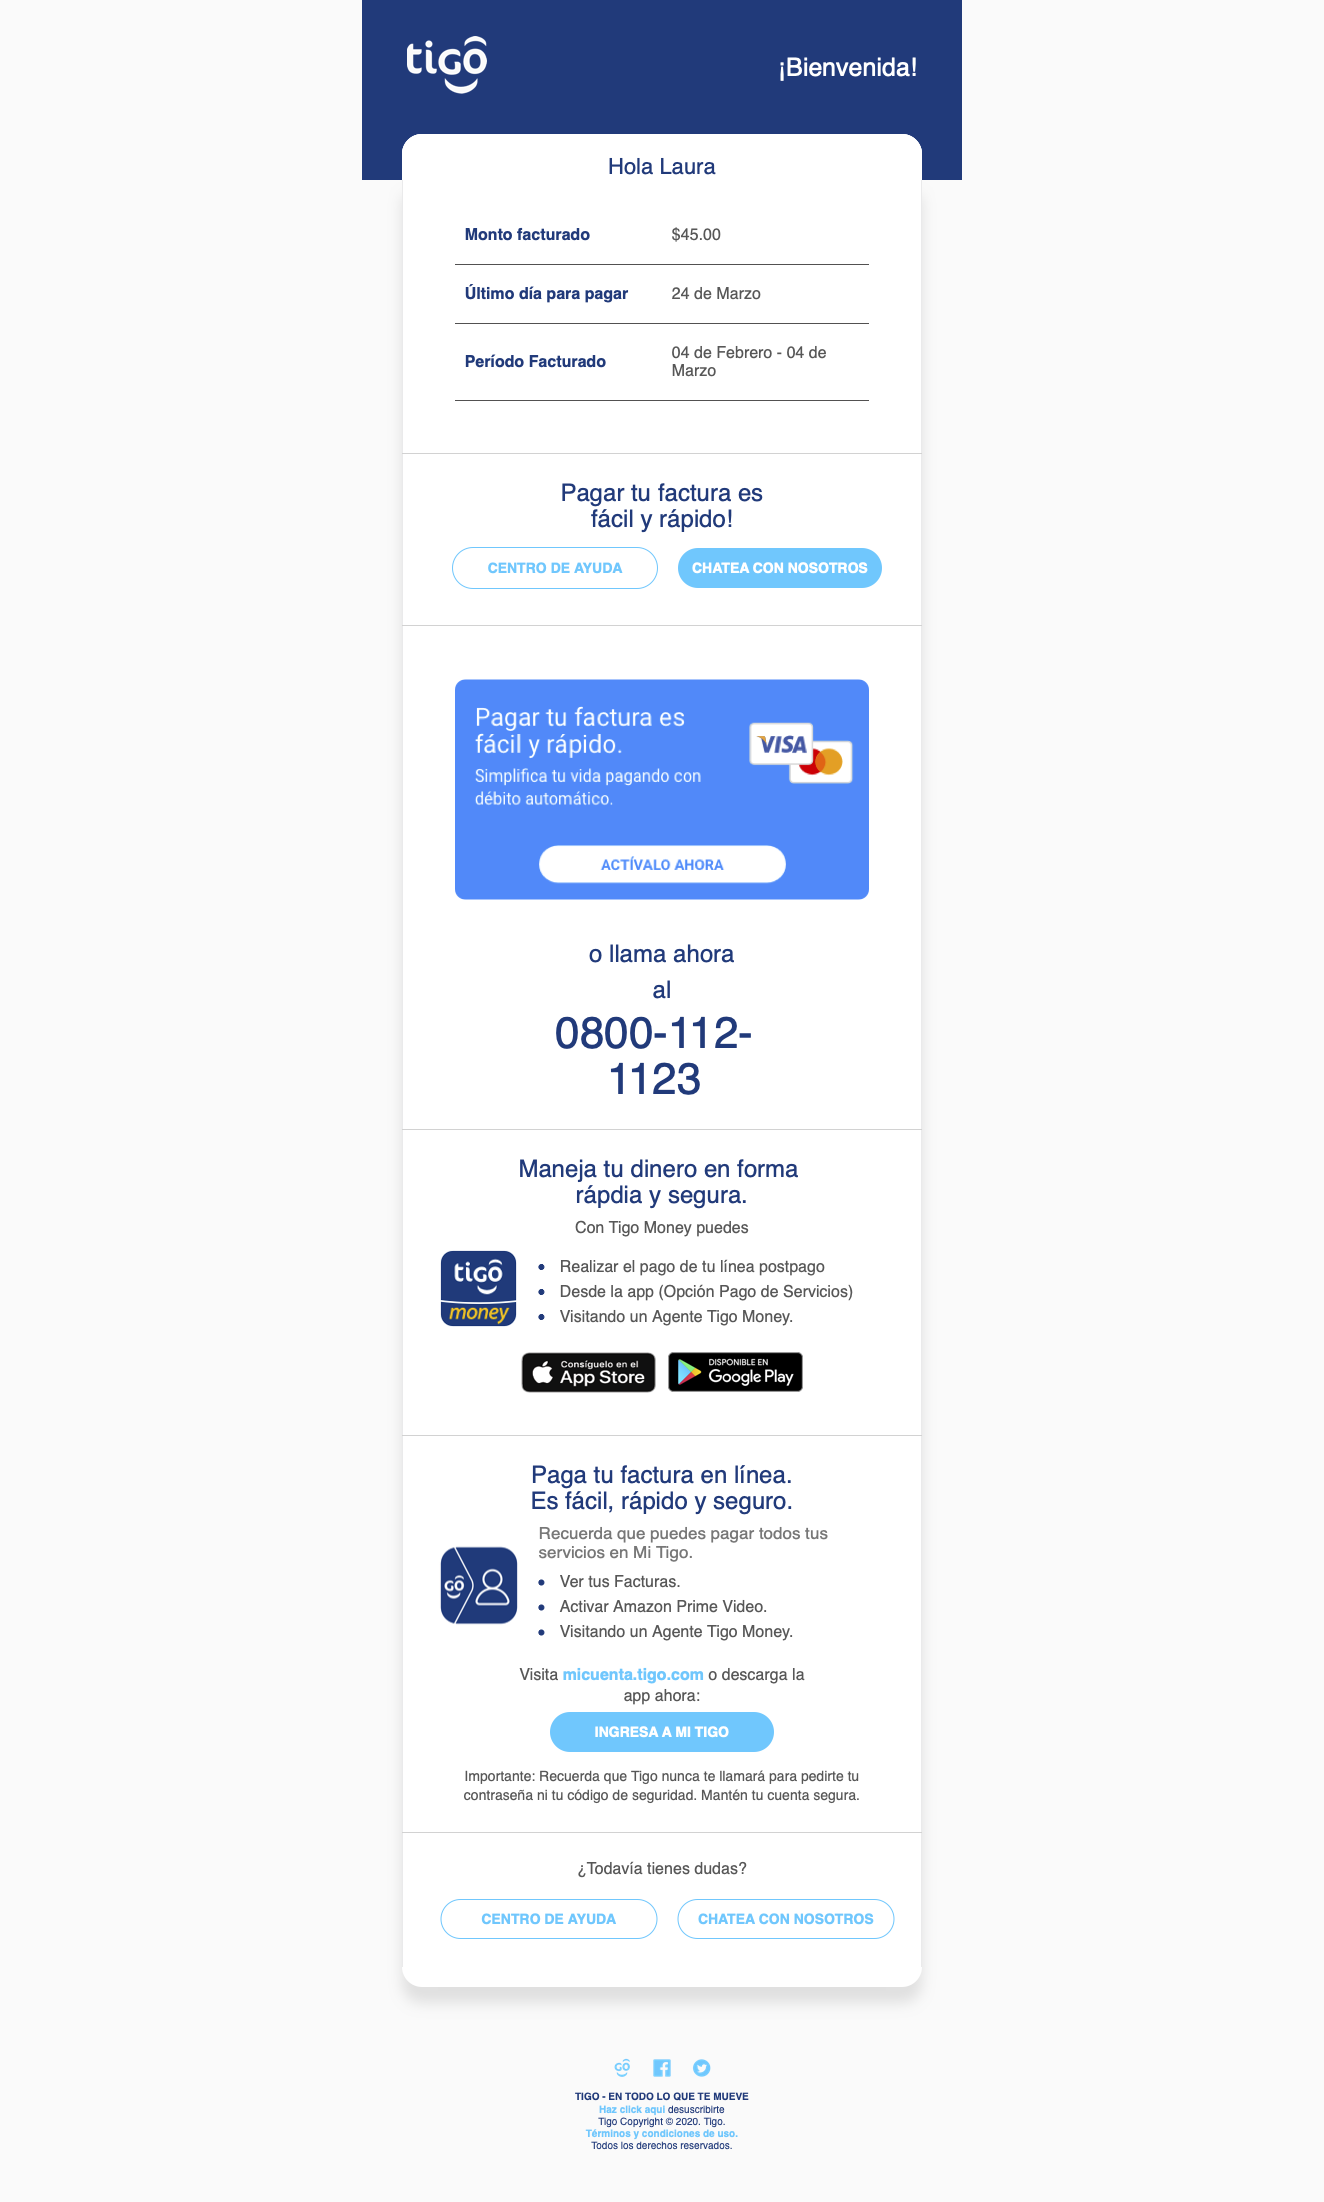 tigo
¡Bienvenida!
Hola Laura
Monto facturado $45.00
Último día para pagar 24 de Marzo
Período Facturado 04 de Febrero - 04 de
Marzo
Pagar tu factura es
fácil y rápido!
CENTRO DE AYUDA CHATEA CON NOSOTROS
Pagar tu factura es
fácil y rápido.
Simplifica tu vida pagando con
débito automático.
VISA
ACTÍVALO AHORA
o llama ahora
al
0800-112-
1123
Maneja tu dinero en forma
rápdia y segura.
Con Tigo Money puedes
tigo
money
Realizar el pago de tu línea postpago
Desde la app (Opción Pago de Servicios)
Visitando un Agente Tigo Money.
Consíguelo en el
App Store
DISPONIBLE EN
Google Play
Paga tu factura en línea.
Es fácil, rápido y seguro.
Recuerda que puedes pagar todos tus
servicios en Mi Tigo.
GO
Ver tus Facturas.
Activar Amazon Prime Video.
Visitando un Agente Tigo Money.
Visita micuenta.tigo.com o descarga la
app ahora:
INGRESA A MI TIGO
Importante: Recuerda que Tigo nunca te llamará para pedirte tu
contraseña ni tu código de seguridad. Mantén tu cuenta segura.
¿Todavía tienes dudas?
CENTRO DE AYUDA CHATEA CON NOSOTROS
GO
TIGO - EN TODO LO QUE TE MUEVE
Haz click aqui desuscribirte
Tigo Copyright © 2020. Tigo.
Términos y condiciones de uso.
Todos los derechos reservados.